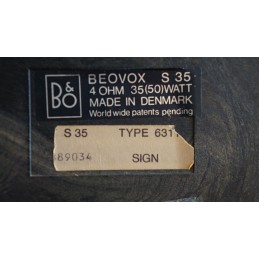 B&O
BEOVOX S 35
4 OHM 35(50)WATT
MADE IN DENMARK
World wide patents pending
S 35 TYPE 631
89034 SIGN